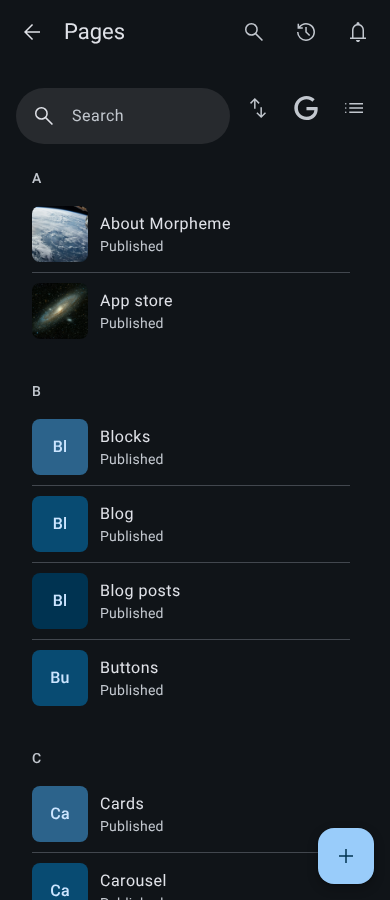 Pages
Search
A
About Morpheme
Published
App store
Published
B
Bl
Blocks
Published
Bl
Blog
Published
Bl
Blog posts
Published
Bu
Buttons
Published
C
Ca
Cards
Published
Ca
Carousel